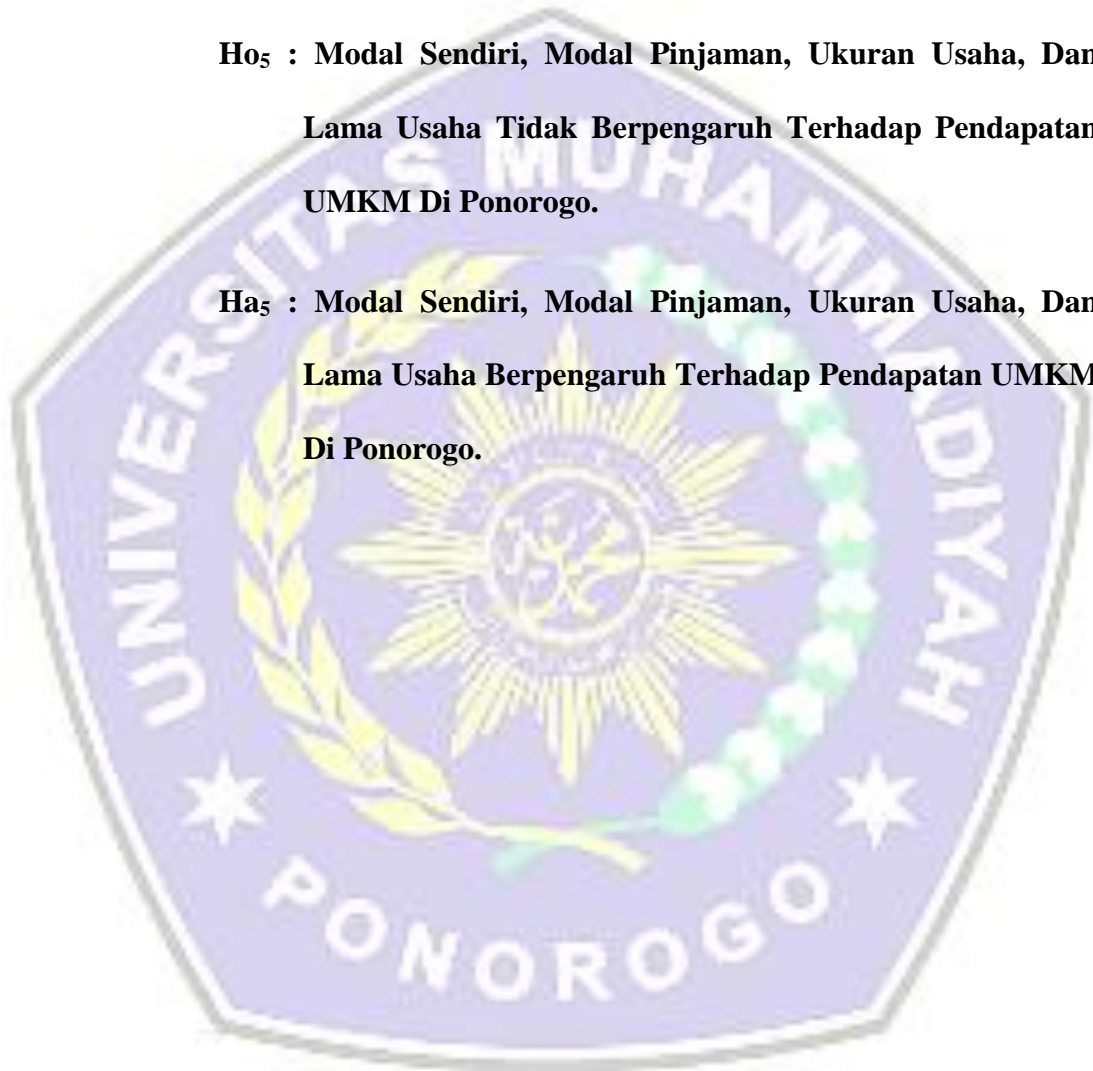 Ho₅ : Modal Sendiri, Modal Pinjaman, Ukuran Usaha, Dan
Lama Usaha Tidak Berpengaruh Terhadap Pendapatan
UMKM Di Ponorogo.
Ha₅ : Modal Sendiri, Modal Pinjaman, Ukuran Usaha, Dan
Lama Usaha Berpengaruh Terhadap Pendapatan UMKM
Di Ponorogo.
UNIVERSITAS MUHAMMADIYAH
PONOROGO